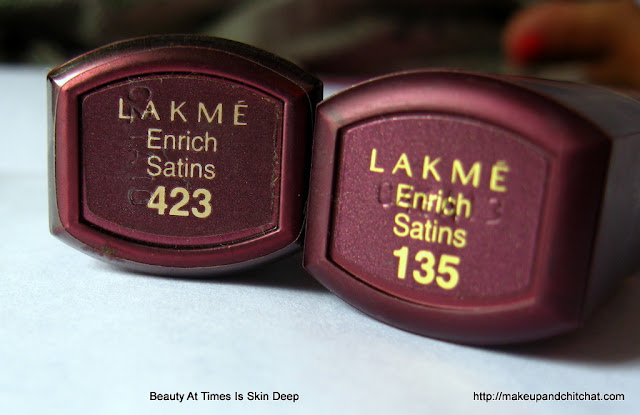 LAKMÉ
Enrich
Satins
423
LAKMÉ
Enrich
Satins
135
Beauty At Times Is Skin Deep
http://makeupandchitchat.com